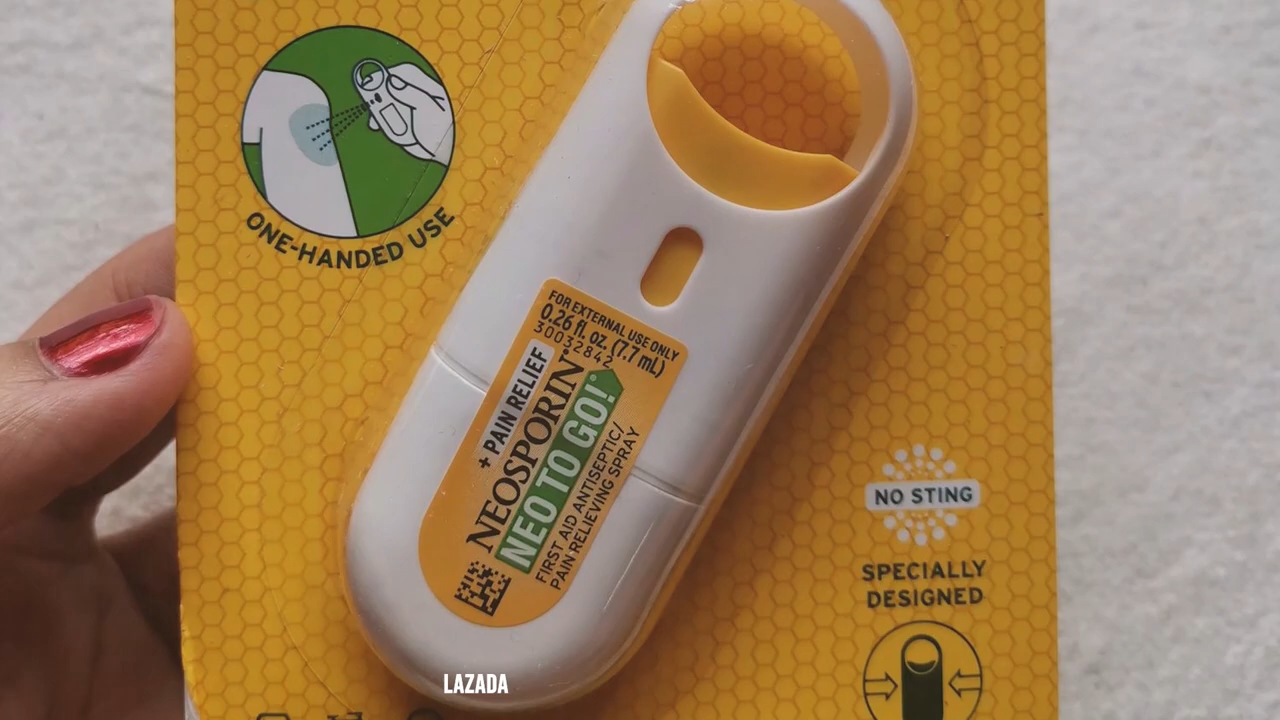 ONE-HANDED USE
FOR EXTERNAL USE ONLY
0.26 fl. oz. (7.7 mL)
30032842
+ PAIN RELIEF
NEOSPORIN®
NEO TO GO!®
FIRST AID ANTISEPTIC/
PAIN RELIEVING SPRAY
NO STING
SPECIALLY
DESIGNED
LAZADA